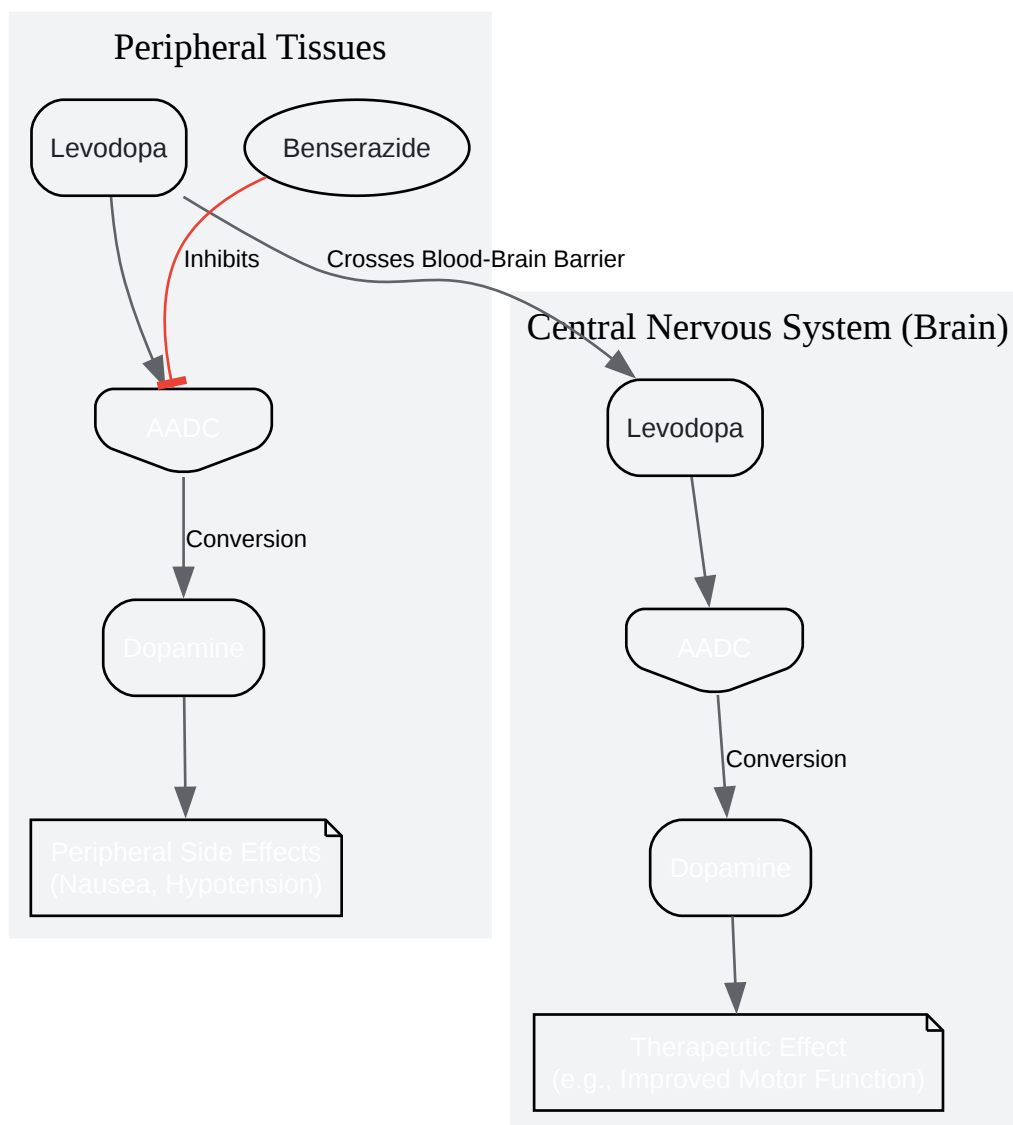 Peripheral Tissues
Levodopa
Benserazide
Inhibits
Crosses Blood-Brain Barrier
AADC
Conversion
Dopamine
Peripheral Side Effects
(Nausea, Hypotension)
Central Nervous System (Brain)
Levodopa
AADC
Conversion
Dopamine
Therapeutic Effect
(e.g., Improved Motor Function)